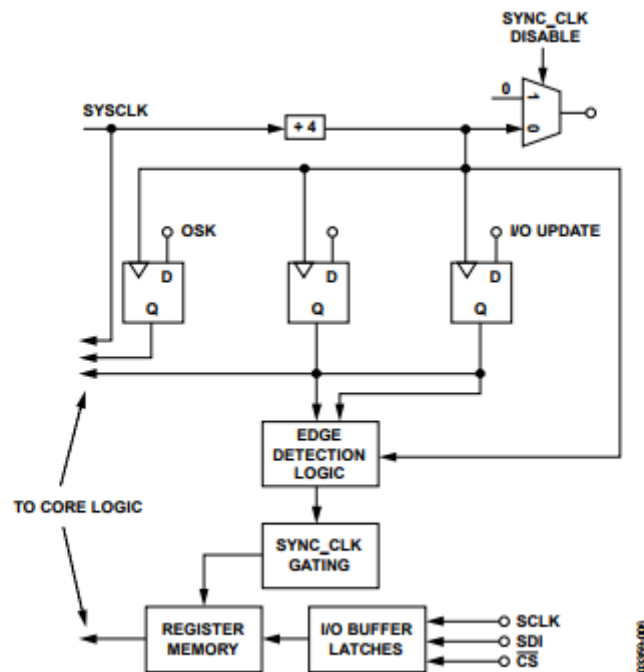 SYNC_CLK
DISABLE
0
1
SYSCLK
÷ 4
0
OSK
I/O UPDATE
D
D
D
Q
Q
Q
EDGE
DETECTION
LOGIC
TO CORE LOGIC
SYNC_CLK
GATING
REGISTER
MEMORY
I/O BUFFER
LATCHES
SCLK
SDI
CS